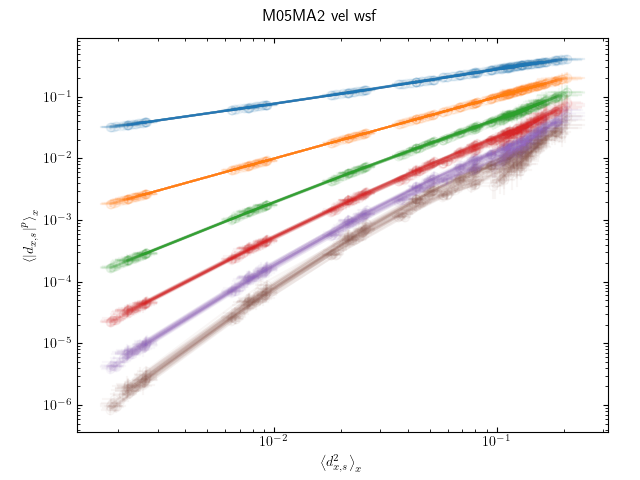 M05MA2 vel wsf
10⁻¹
10⁻²
10⁻³
10⁻⁴
10⁻⁵
10⁻⁶
⟨|d_{x,s}|^p⟩_x
10⁻² 10⁻¹
⟨d²_{x,s}⟩_x